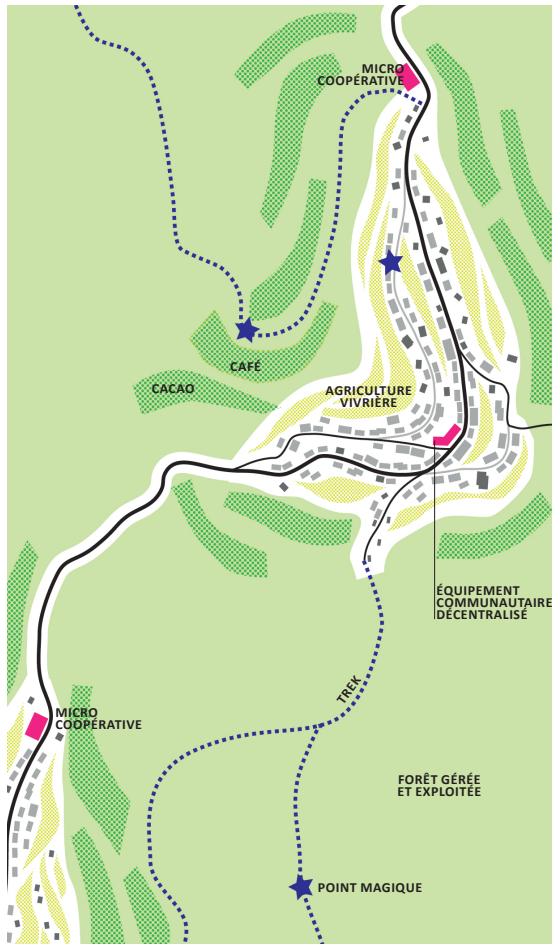 MICRO
COOPÉRATIVE
CAFÉ
CACAO
AGRICULTURE
VIVRIÈRE
ÉQUIPEMENT
COMMUNAUTAIRE
DÉCENTRALISÉ
TREK
MICRO
COOPÉRATIVE
FORÊT GÉRÉE
ET EXPLOITÉE
POINT MAGIQUE